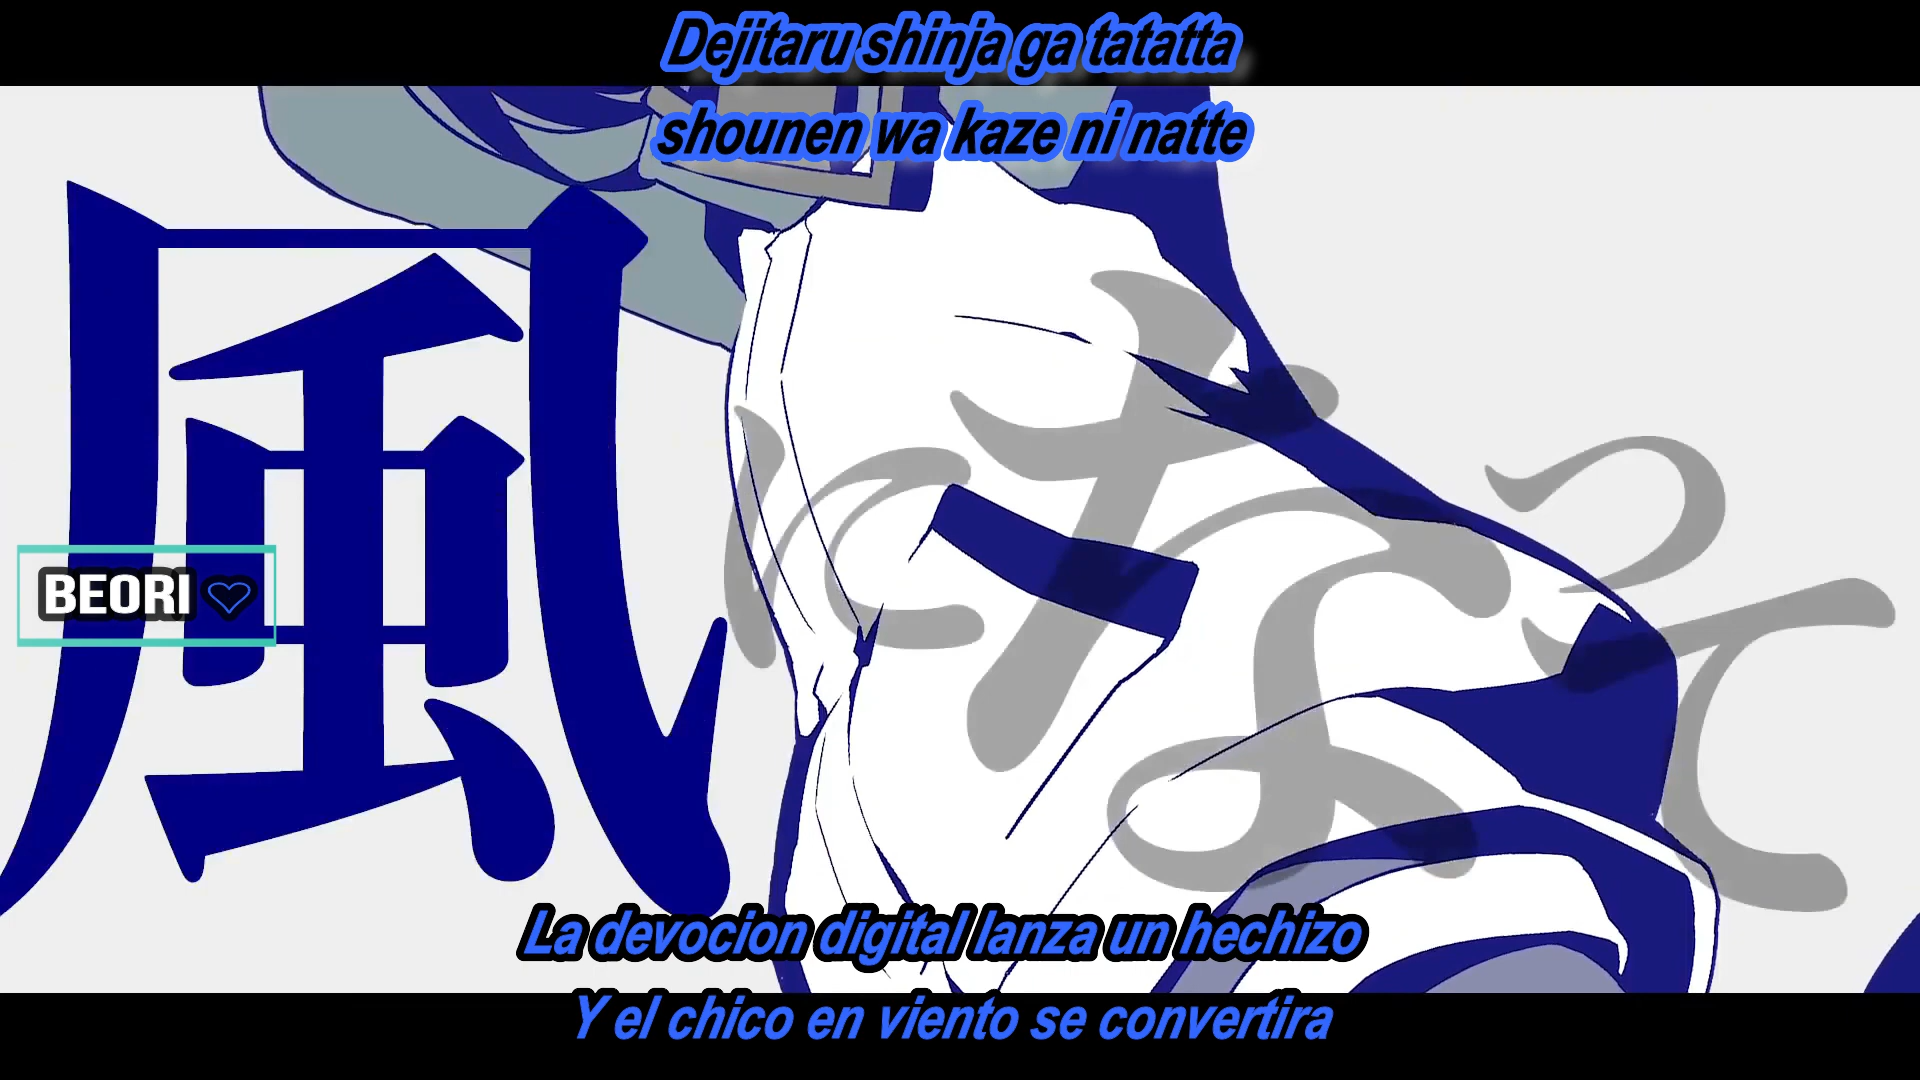 Dejitaru shinja ga tatatta
shounen wa kaze ni natte
風になって
BEORI
La devocion digital lanza un hechizo
Y el chico en viento se convertira